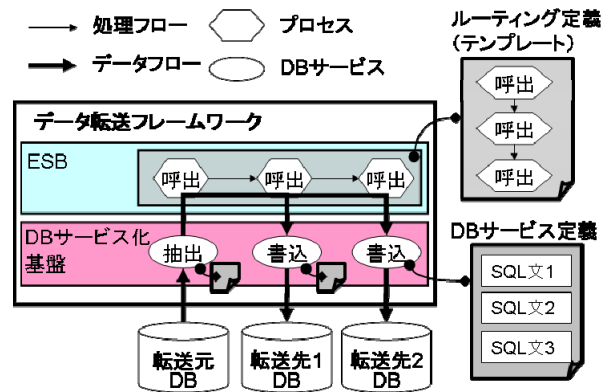 処理フロー
プロセス
データフロー
DBサービス
ルーティング定義
(テンプレート)
呼出
呼出
呼出
データ転送フレームワーク
ESB
呼出
呼出
呼出
DBサービス化
基盤
抽出
書込
書込
DBサービス定義
SQL文1
SQL文2
SQL文3
転送元
DB
転送先1
DB
転送先2
DB